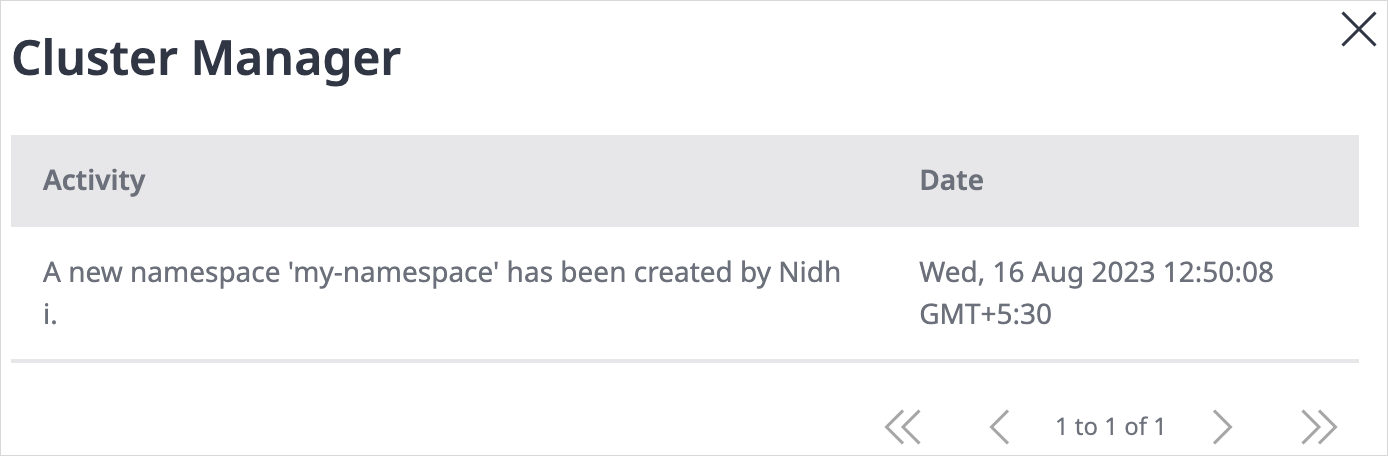 Cluster Manager
Activity
Date
A new namespace 'my-namespace' has been created by Nidh
i.
Wed, 16 Aug 2023 12:50:08
GMT+5:30
1 to 1 of 1